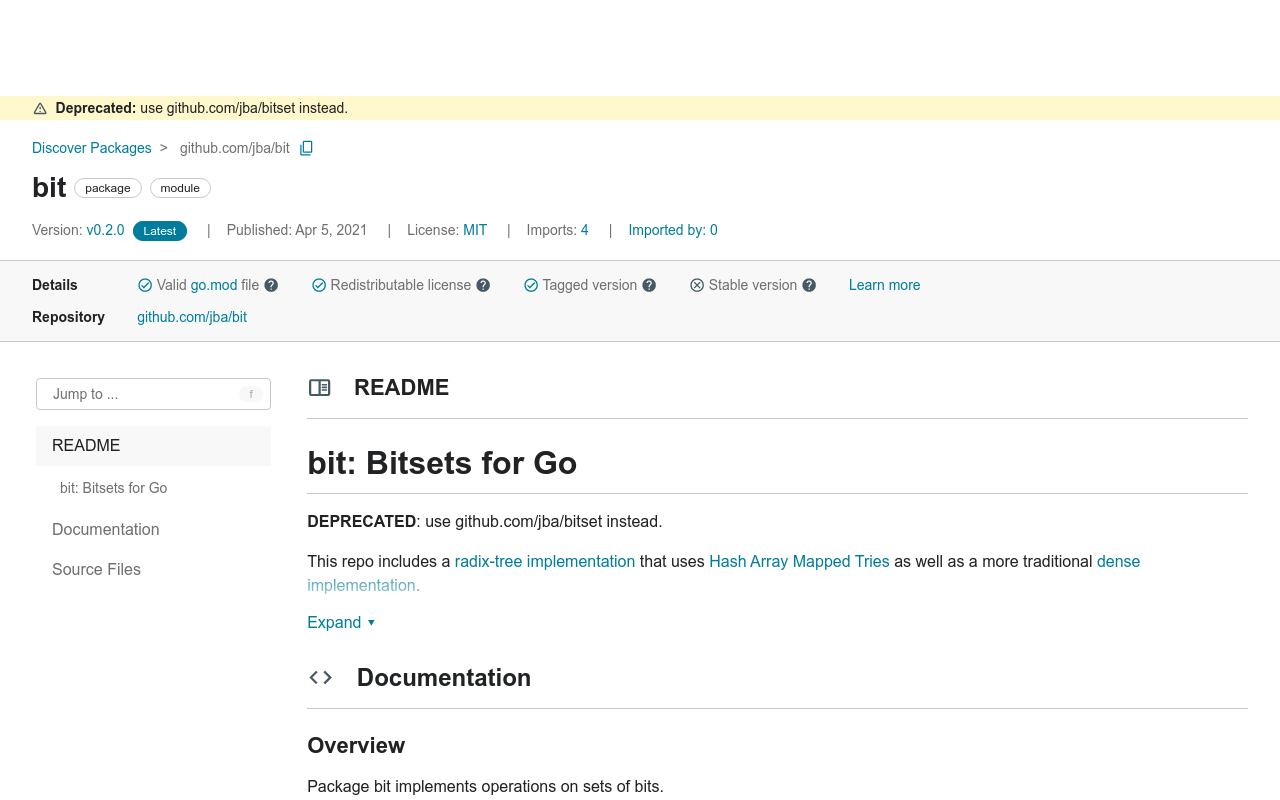 Deprecated: use github.com/jba/bitset instead.
Discover Packages > github.com/jba/bit
bit package module
Version: v0.2.0 Latest | Published: Apr 5, 2021 | License: MIT | Imports: 4 | Imported by: 0
Details Valid go.mod file ? Redistributable license ? Tagged version ? Stable version ? Learn more
Repository github.com/jba/bit
Jump to ... f
README
bit: Bitsets for Go
Documentation
Source Files
README
bit: Bitsets for Go
DEPRECATED: use github.com/jba/bitset instead.
This repo includes a radix-tree implementation that uses Hash Array Mapped Tries as well as a more traditional dense
implementation.
Expand
Documentation
Overview
Package bit implements operations on sets of bits.